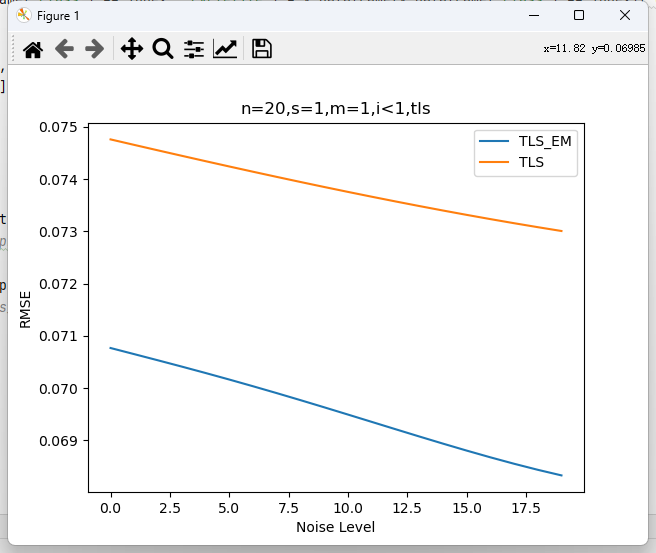 Figure 1
x=11.82 y=0.06985
n=20,s=1,m=1,i<1,tls
0.075
0.074
0.073
0.072
0.071
0.070
0.069
RMSE
TLS_EM
TLS
0.0
2.5
5.0
7.5
10.0
12.5
15.0
17.5
Noise Level